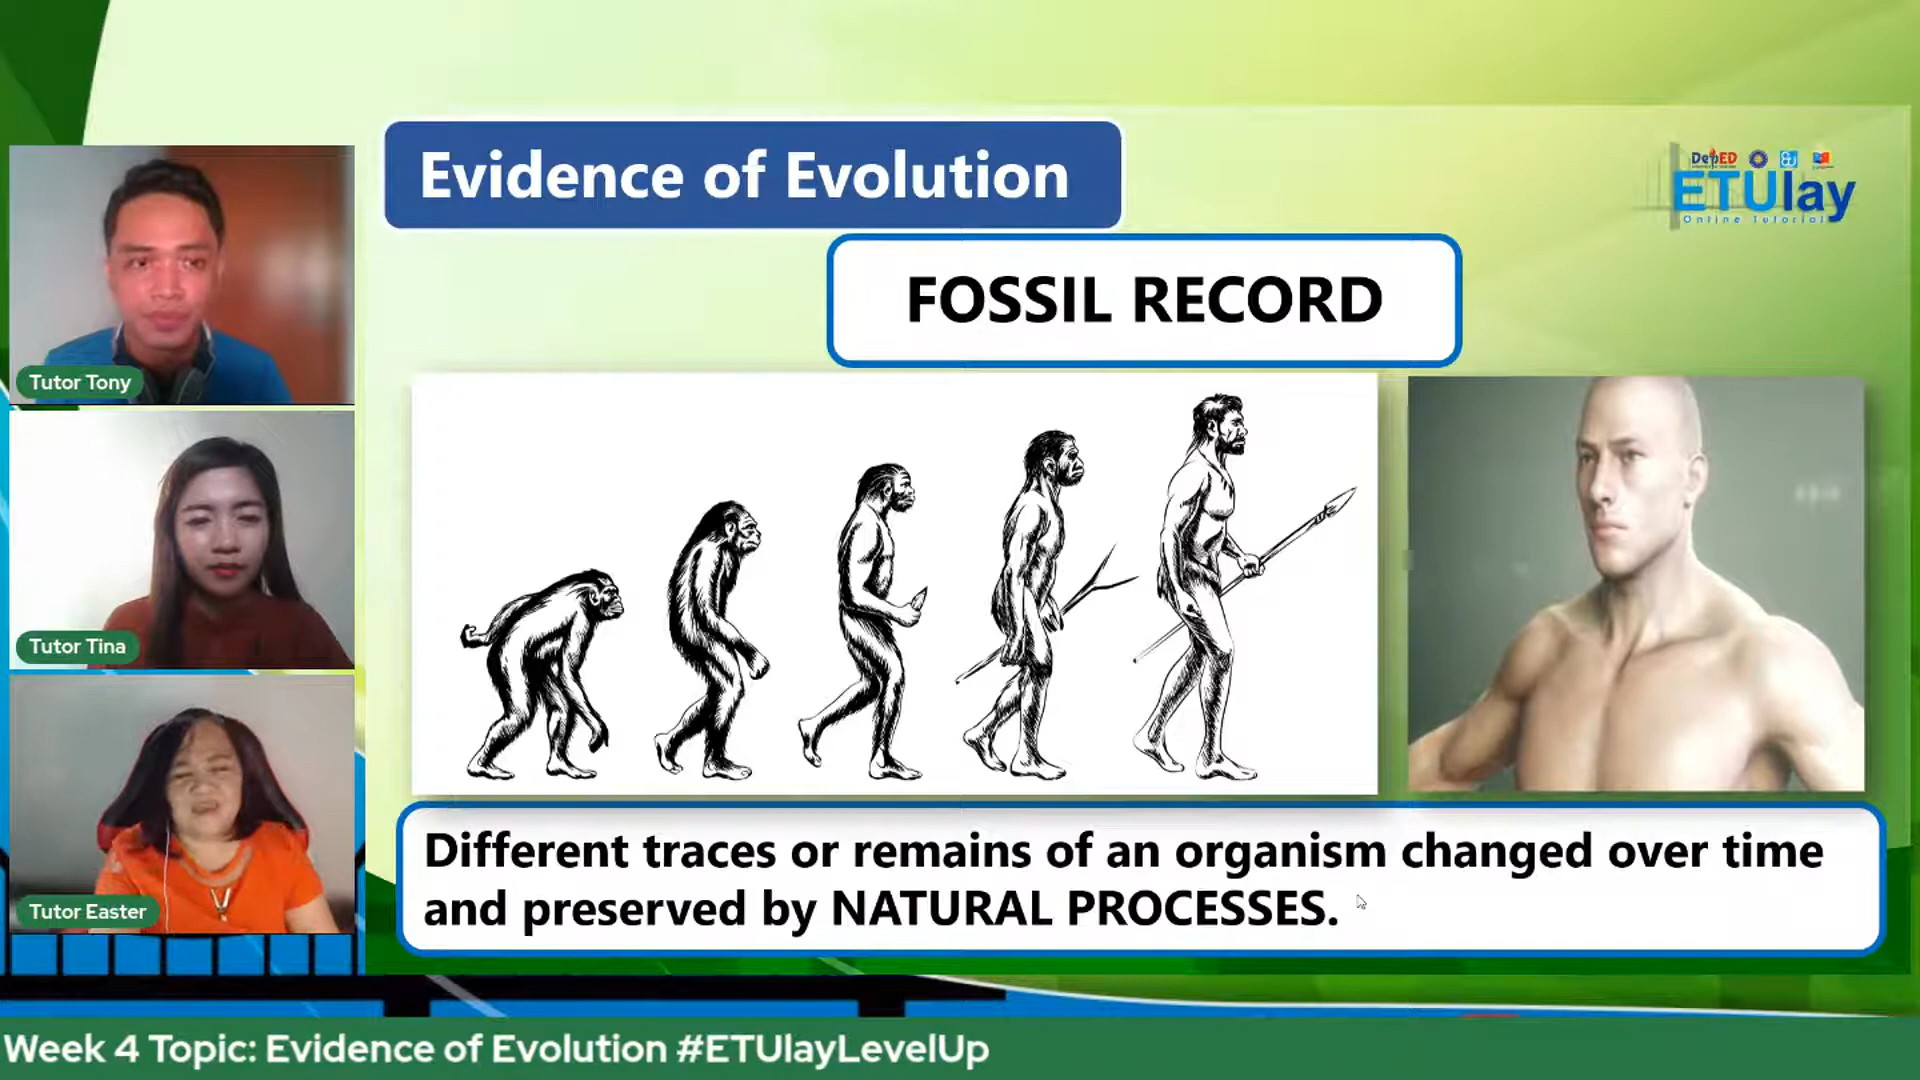 Evidence of Evolution
DepED
ETUlay
Online Tutorial
FOSSIL RECORD
Tutor Tony
Tutor Tina
Tutor Easter
Different traces or remains of an organism changed over time
and preserved by NATURAL PROCESSES.
Week 4 Topic: Evidence of Evolution #ETUlayLevelUp